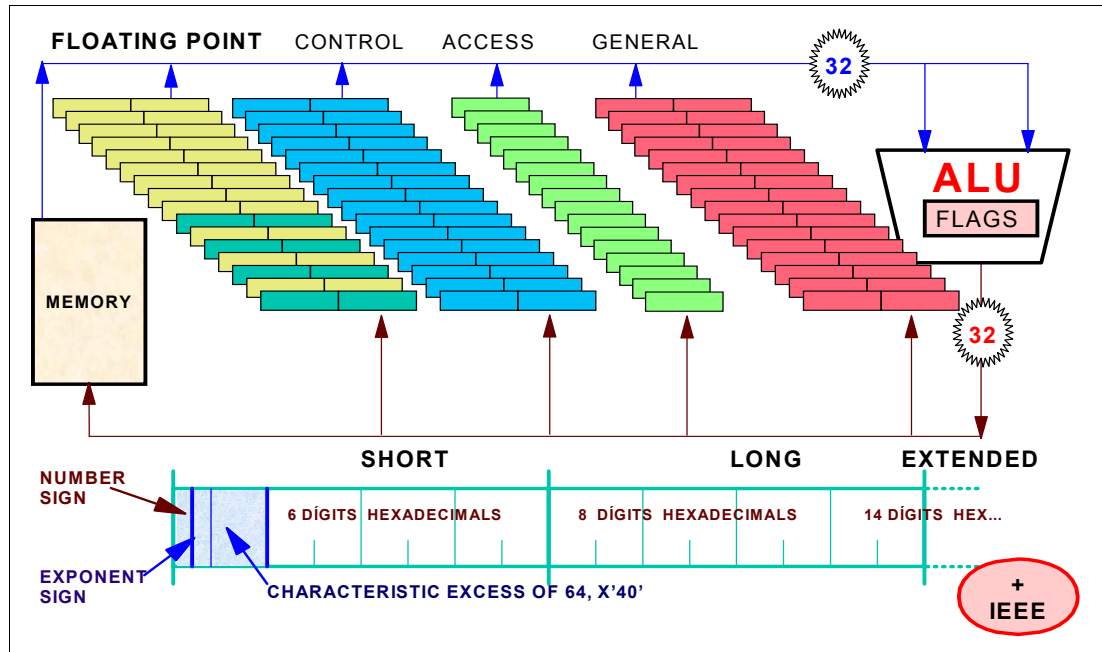 FLOATING POINT CONTROL ACCESS GENERAL
32
ALU
FLAGS
MEMORY
32
SHORT LONG EXTENDED
NUMBER
SIGN
6 DÍGITS HEXADECIMALS 8 DÍGITS HEXADECIMALS 14 DÍGITS HEX...
EXPONENT
SIGN
CHARACTERISTIC EXCESS OF 64, X'40'
+
IEEE